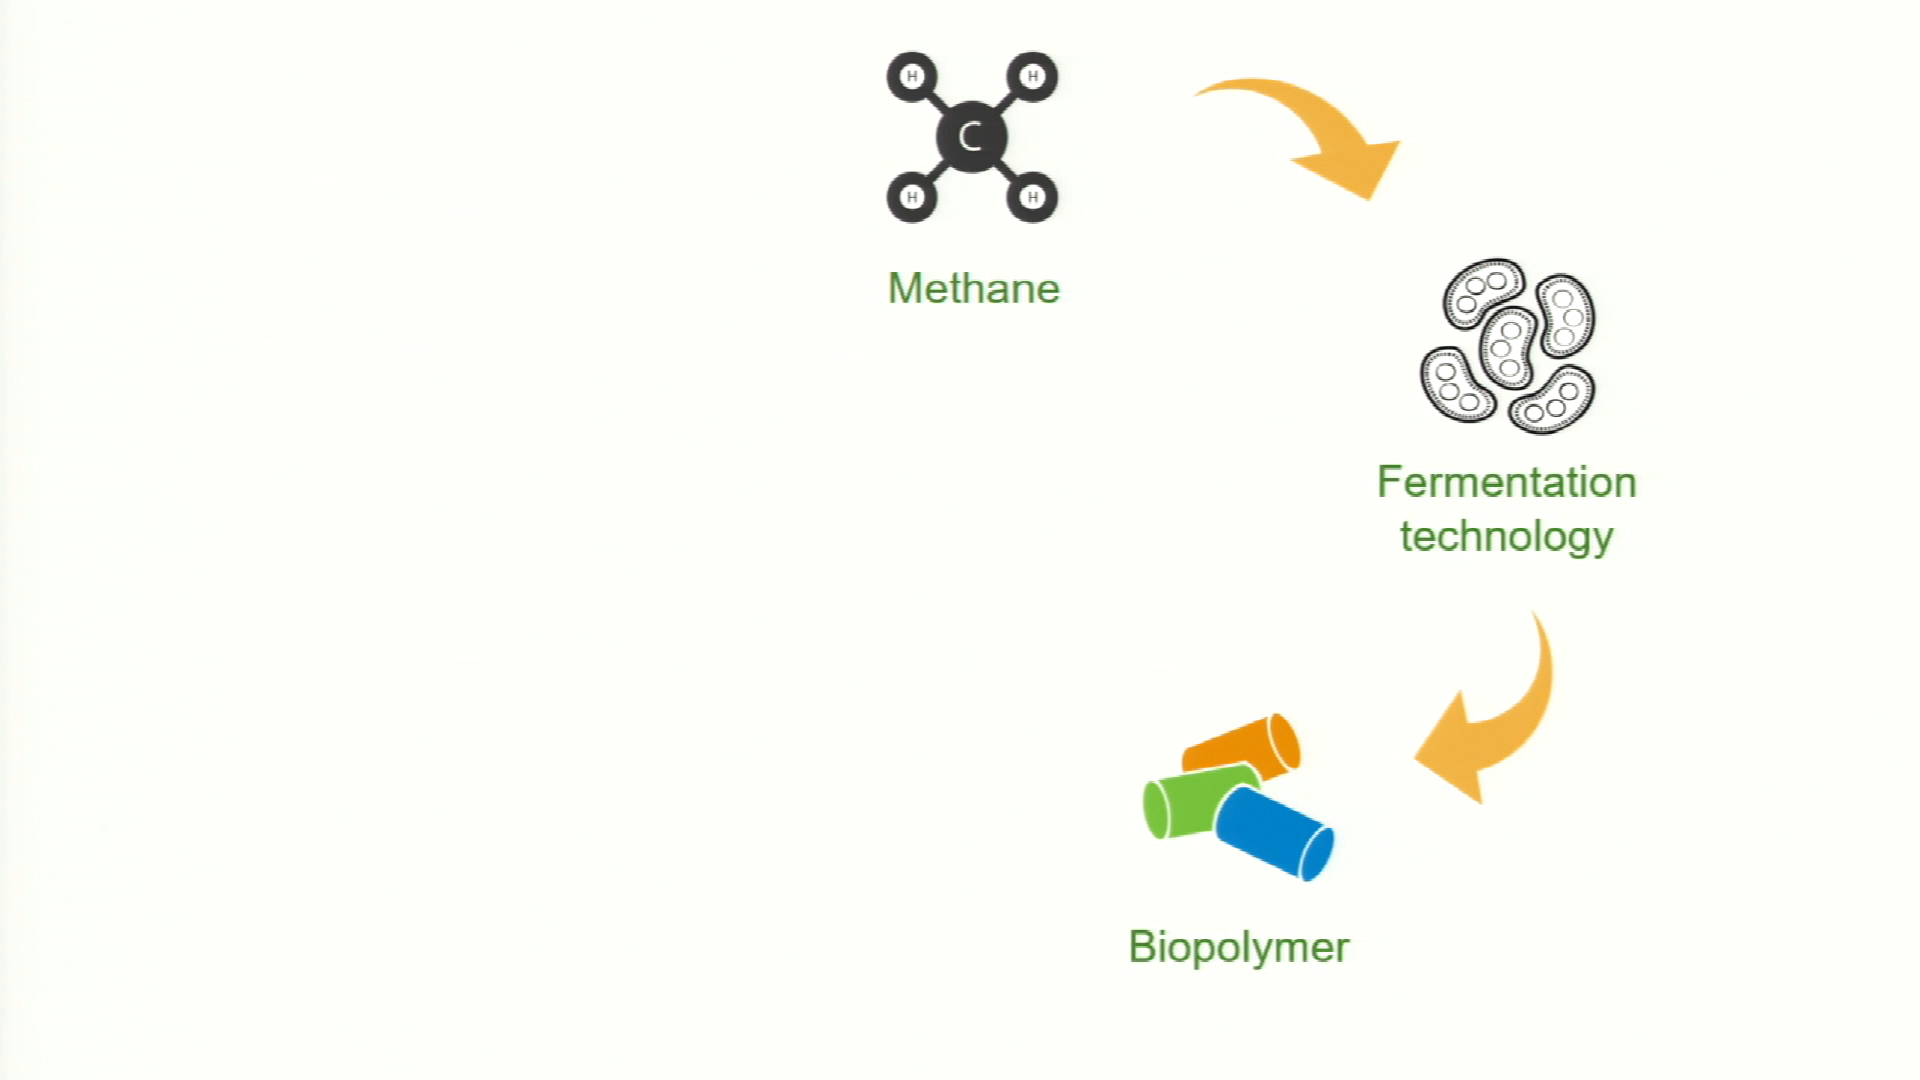 H H
C
H H
Methane
Fermentation
technology
Biopolymer